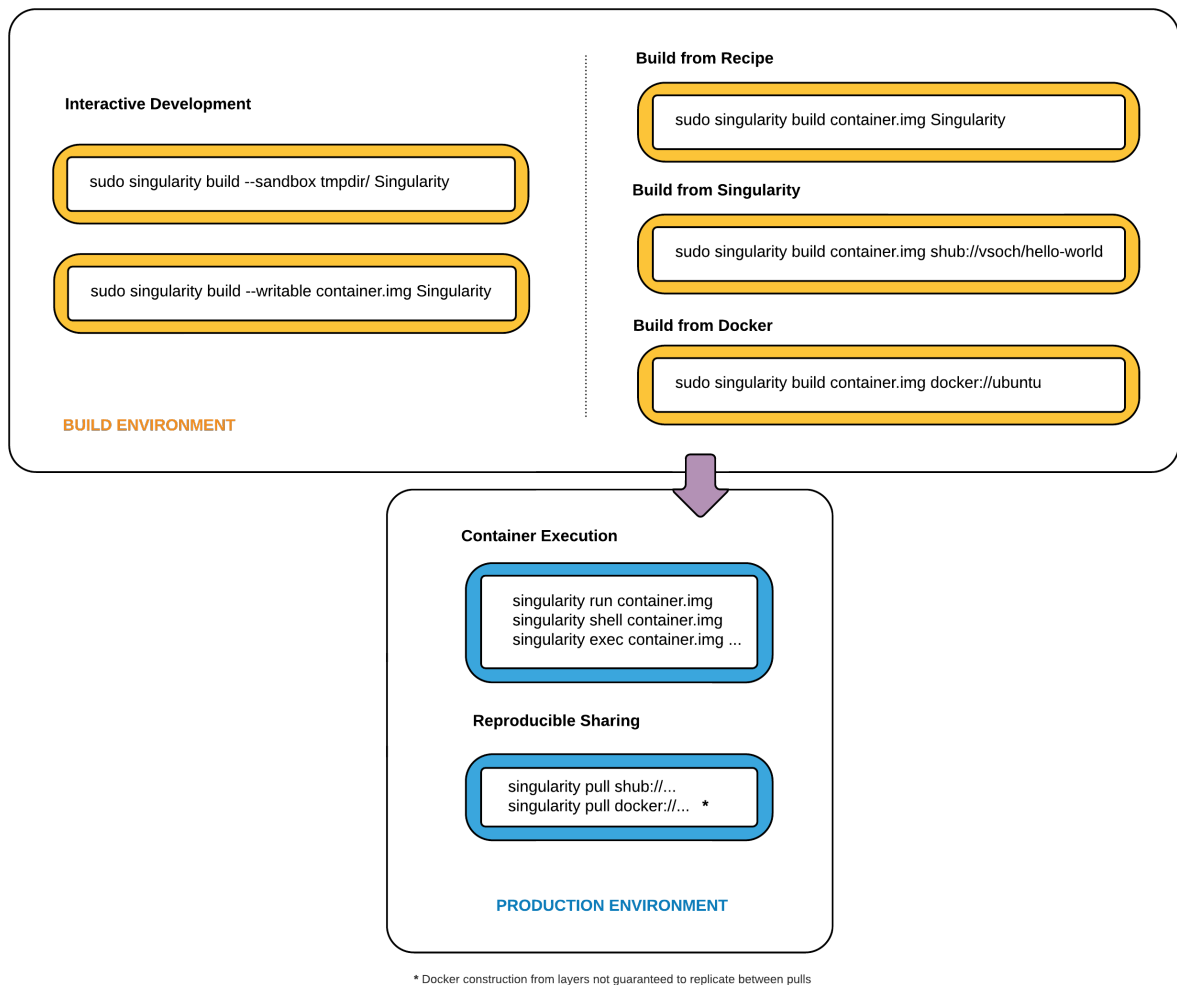 Interactive Development
sudo singularity build --sandbox tmpdir/ Singularity
sudo singularity build --writable container.img Singularity
BUILD ENVIRONMENT
Build from Recipe
sudo singularity build container.img Singularity
Build from Singularity
sudo singularity build container.img shub://vsoch/hello-world
Build from Docker
sudo singularity build container.img docker://ubuntu
Container Execution
singularity run container.img
singularity shell container.img
singularity exec container.img ...
Reproducible Sharing
singularity pull shub://...
singularity pull docker://... *
PRODUCTION ENVIRONMENT
* Docker construction from layers not guaranteed to replicate between pulls